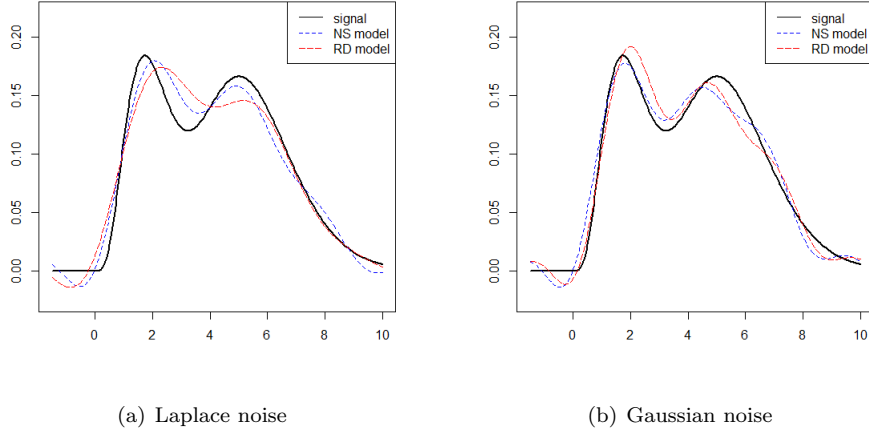 signal
NS model
RD model
0.20
0.15
0.10
0.05
0.00
0 2 4 6 8 10
(a) Laplace noise
signal
NS model
RD model
0.20
0.15
0.10
0.05
0.00
0 2 4 6 8 10
(b) Gaussian noise